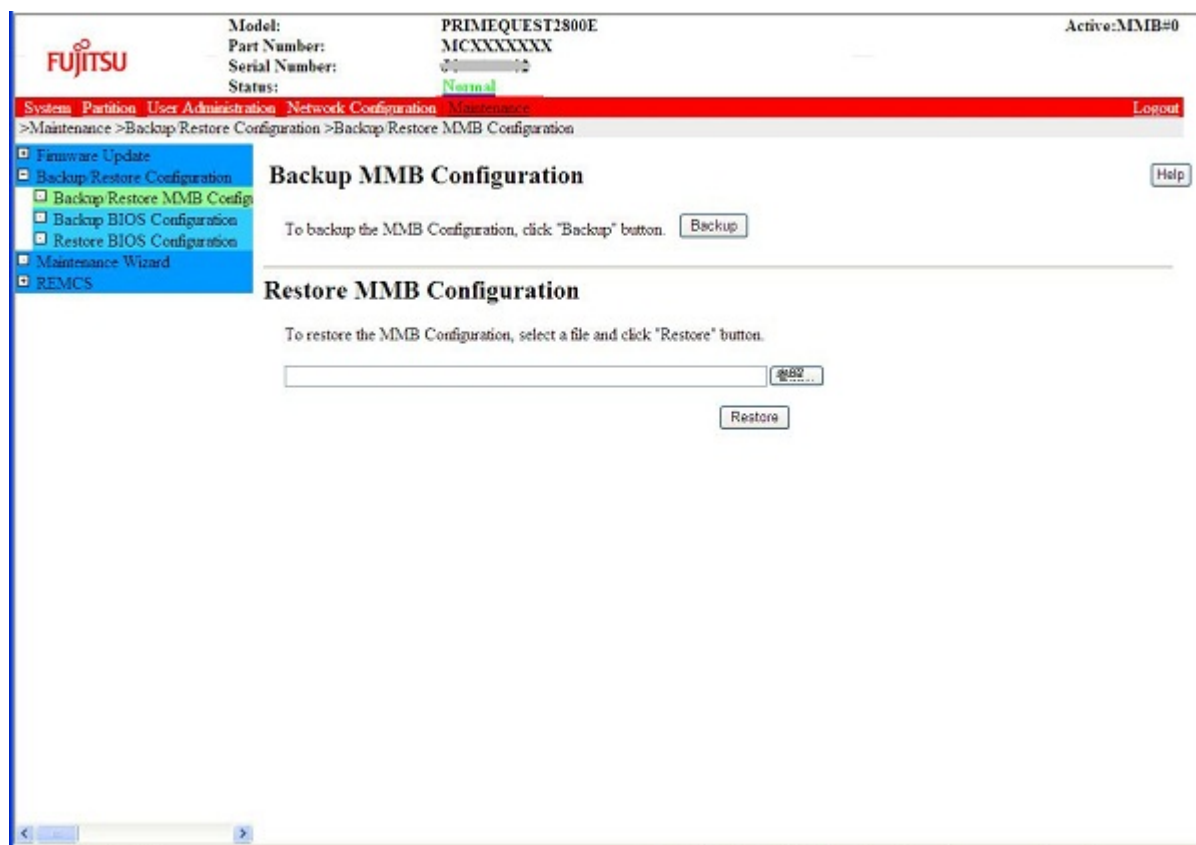 FUJITSU
Model: PRIMEQUEST2800E
Part Number: MCXXXXXXX
Serial Number:
Status: Normal
Active:MMB#0
System Partition User Administration Network Configuration Maintenance Logout
>Maintenance >Backup/Restore Configuration >Backup/Restore MMB Configuration
Firmware Update
Backup/Restore Configuration
Backup/Restore MMB Configu
Backup BIOS Configuration
Restore BIOS Configuration
Maintenance Wizard
REMCS
Backup MMB Configuration
Help
To backup the MMB Configuration, click "Backup" button. Backup
Restore MMB Configuration
To restore the MMB Configuration, select a file and click "Restore" button.
Restore